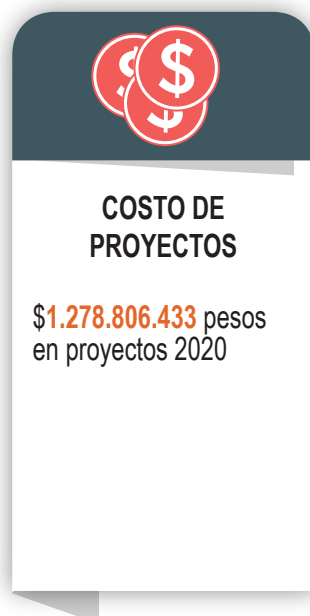 COSTO DE
PROYECTOS
$1.278.806.433 pesos
en proyectos 2020